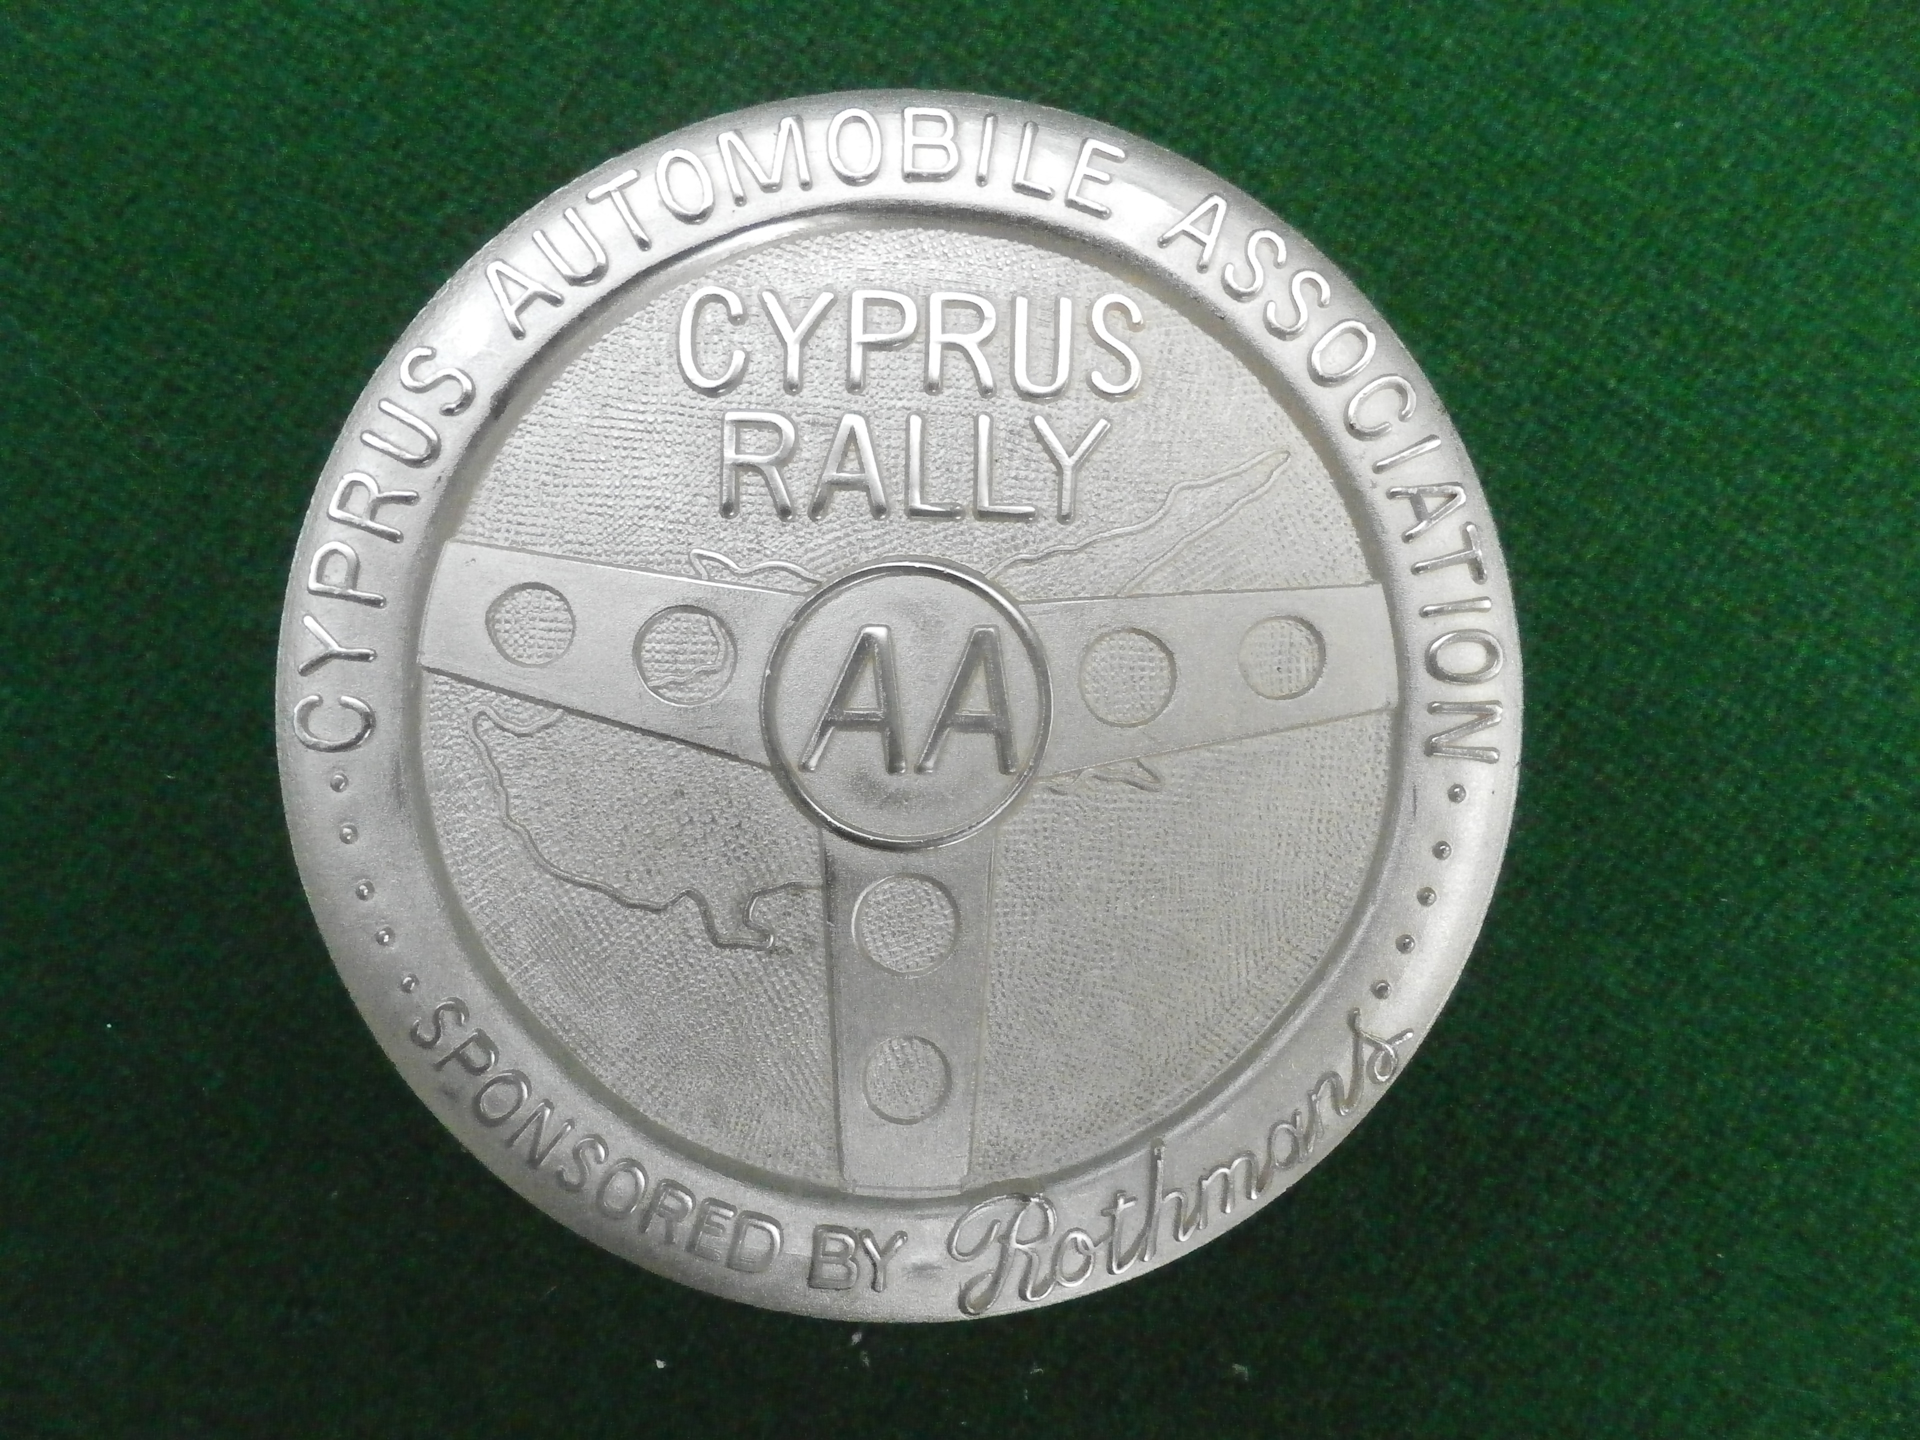 CYPRUS AUTOMOBILE ASSOCIATION
CYPRUS
RALLY
AA
SPONSORED BY Rothmans